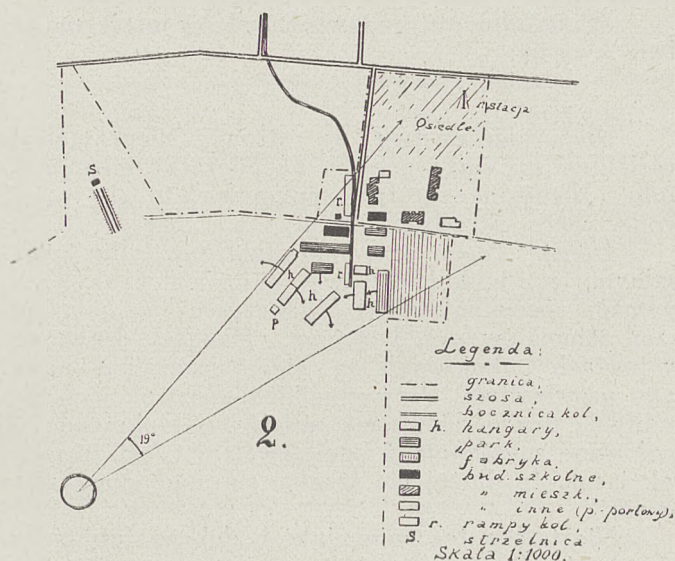 rystacja
Osiedle.
S
r.
h
h
r
h
h
P
19°
2.
Legenda:
granica,
szosa,
bocznica kol,
h. hangary,
„park.
fabryka,
bud. szkolne,
„ mieszk.,
„ inne (p. portowy),
r. rampy kol,
S. strzelnica
Skala 1:1000.